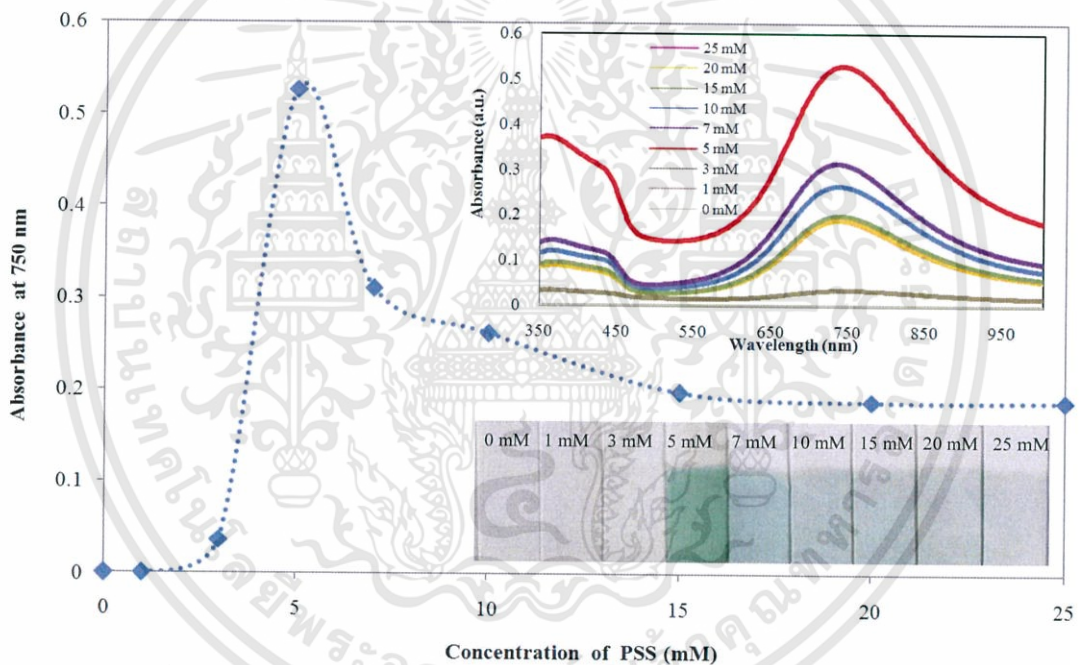 Absorbance at 750 nm
0.6
0.5
0.4
0.3
0.2
0.1
0
0 5 10 15 20 25
Concentration of PSS (mM)
Absorbance (a.u.)
0.6
0.5
0.4
0.3
0.2
0.1
0
25 mM
20 mM
15 mM
10 mM
7 mM
5 mM
3 mM
1 mM
0 mM
350 450 550 650 750 850 950
Wavelength (nm)
0 mM 1 mM 3 mM 5 mM 7 mM 10 mM 15 mM 20 mM 25 mM